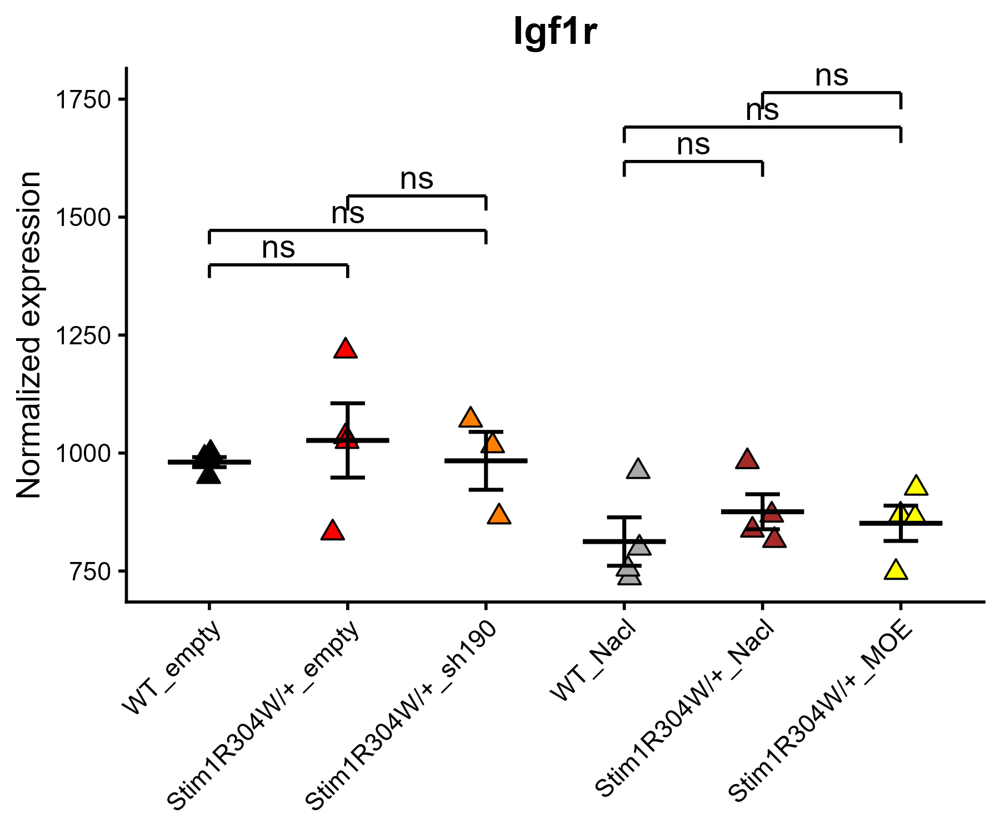 Igf1r
ns
ns
ns
ns
ns
ns
1750
1500
1250
1000
750
Normalized expression
WT_empty
Stim1R304W/+_empty
Stim1R304W/+_sh190
WT_Nacl
Stim1R304W/+_Nacl
Stim1R304W/+_MOE